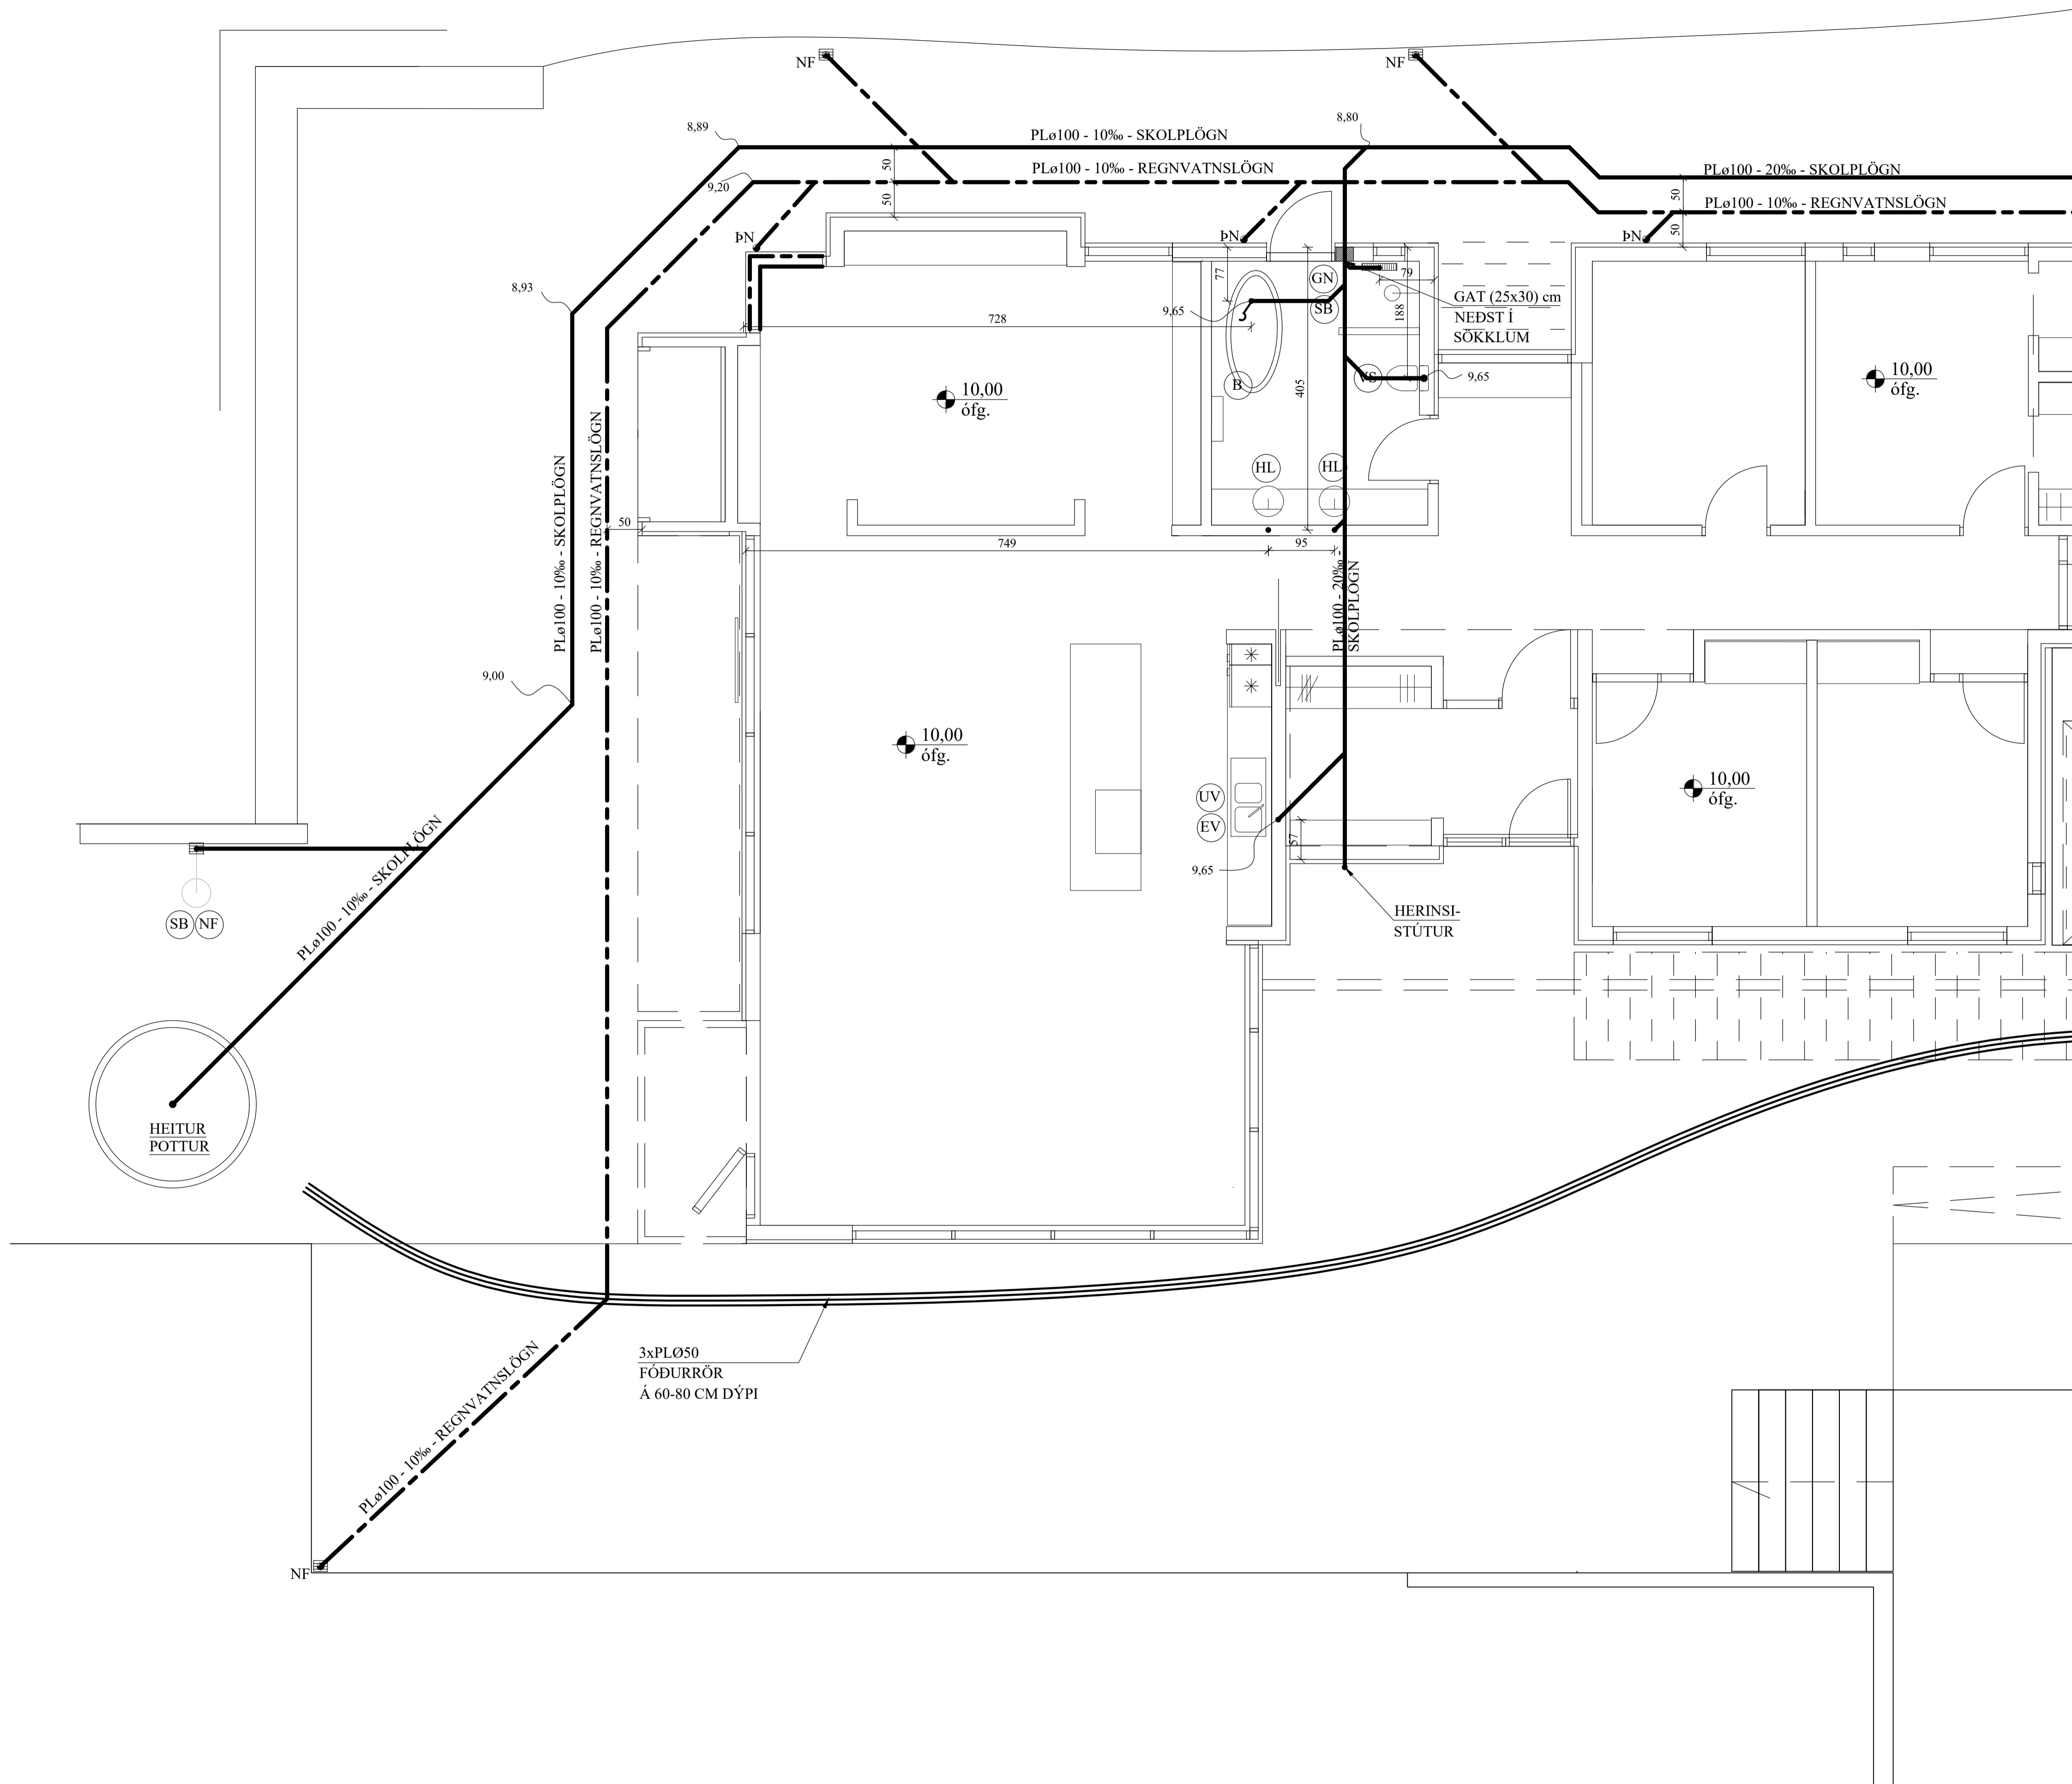 NF
NF
8,89
8,80
PLø100 - 10‰ - SKOLPLÖGN
50
PLø100 - 10‰ - REGNVATNSLÖGN
PLø100 - 20‰ - SKOLPLÖGN
9,20
50
50
PLø100 - 10‰ - REGNVATNSLÖGN
50
ÞN
ÞN
ÞN
8,93
77
GN
79
GAT (25x30) cm
NEÐST Í
SÖKKLUM
9,65
SB
188
728
10,00
ófg.
B
405
VS
9,65
10,00
ófg.
HL
HL
PLø100 - 10‰ - SKOLPLÖGN
PLø100 - 10‰ - REGNVATNSLÖGN
50
749
95
PLø100 - 20‰ -
SKOLPLÖGN
9,00
10,00
ófg.
10,00
ófg.
UV
EV
57
9,65
PLø100 - 10‰ - SKOLPLÖGN
SB
NF
HERINSI-
STÚTUR
HEITUR
POTTUR
3xPLØ50
FÓÐURRÖR
Á 60-80 CM DÝPI
PLø100 - 10‰ - REGNVATNSLÖGN
NF